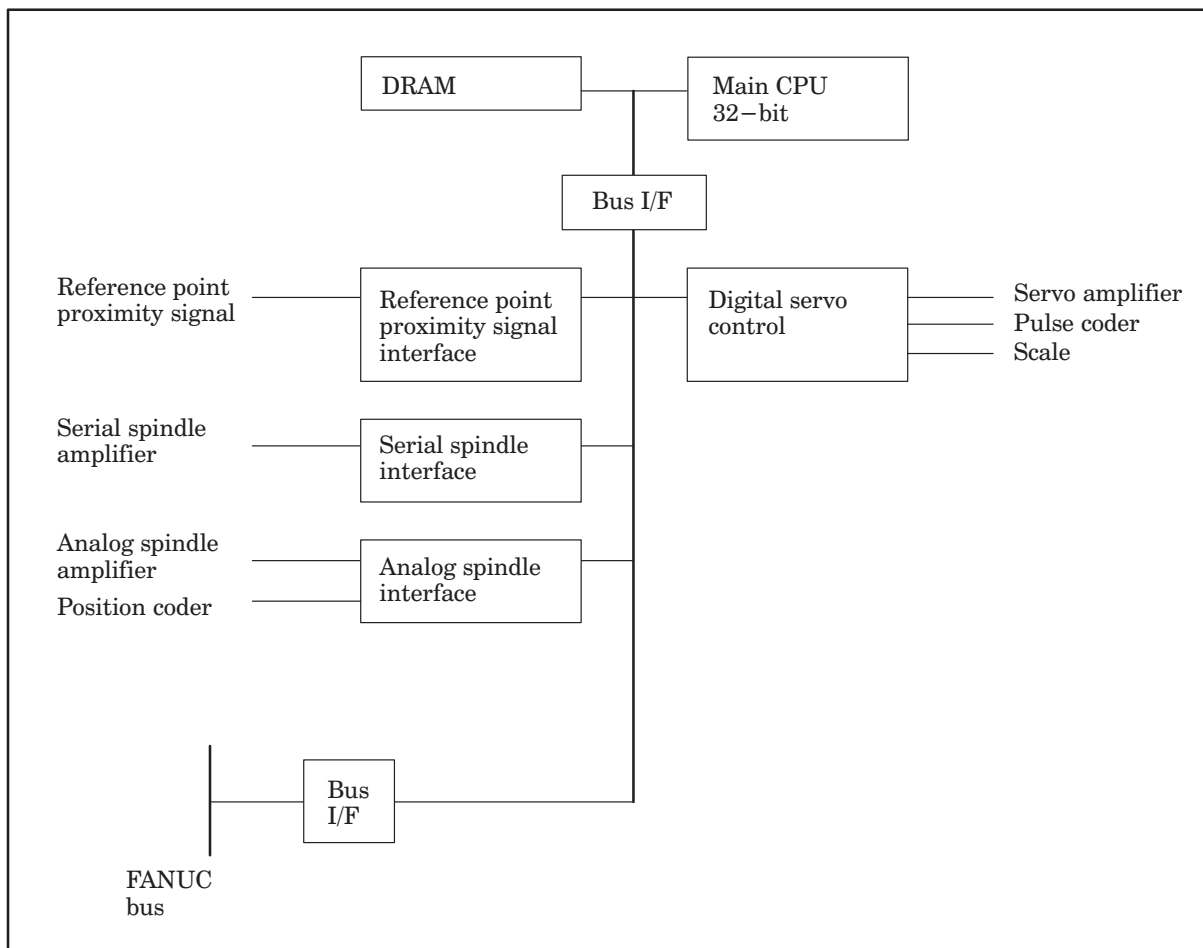 DRAM
Main CPU
32−bit
Bus I/F
Reference point
proximity signal
Reference point
proximity signal
interface
Digital servo
control
Servo amplifier
Pulse coder
Scale
Serial spindle
amplifier
Serial spindle
interface
Analog spindle
amplifier
Position coder
Analog spindle
interface
Bus
I/F
FANUC
bus